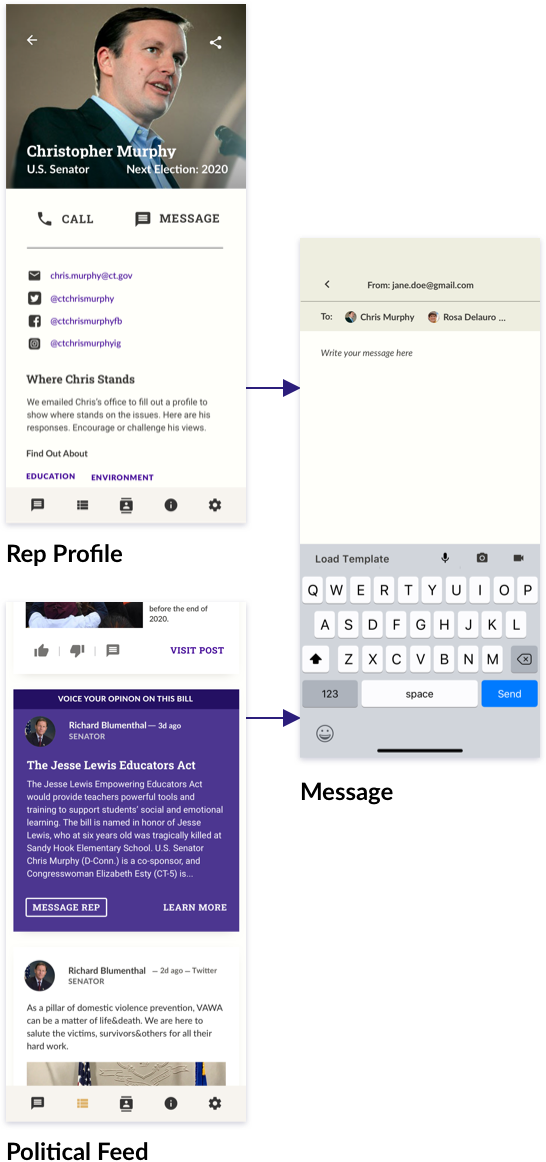 Christopher Murphy
U.S. Senator Next Election: 2020
CALL MESSAGE
chris.murphy@ct.gov
@ctchrismurphy
@ctchrismurphyfb
@ctchrismurphyig
Where Chris Stands
We emailed Chris's office to fill out a profile to
show where stands on the issues. Here are his
responses. Encourage or challenge his views.
Find Out About
EDUCATION ENVIRONMENT
Rep Profile
From: jane.doe@gmail.com
To: Chris Murphy Rosa Delauro ...
Write your message here
Load Template
Q W E R T Y U I O P
A S D F G H J K L
Z X C V B N M
123 space Send
Message
before the end of
2020.
VISIT POST
VOICE YOUR OPINON ON THIS BILL
Richard Blumenthal — 3d ago
SENATOR
The Jesse Lewis Educators Act
The Jesse Lewis Empowering Educators Act
would provide teachers powerful tools and
training to support students' social and emotional
learning. The bill is named in honor of Jesse
Lewis, who at six years old was tragically killed at
Sandy Hook Elementary School. U.S. Senator
Chris Murphy (D-Conn.) is a co-sponsor, and
Congresswoman Elizabeth Esty (CT-5) is...
MESSAGE REP LEARN MORE
Richard Blumenthal — 2d ago — Twitter
SENATOR
As a pillar of domestic violence prevention, VAWA
can be a matter of life&death. We are here to
salute the victims, survivors&others for all their
hard work.
Political Feed